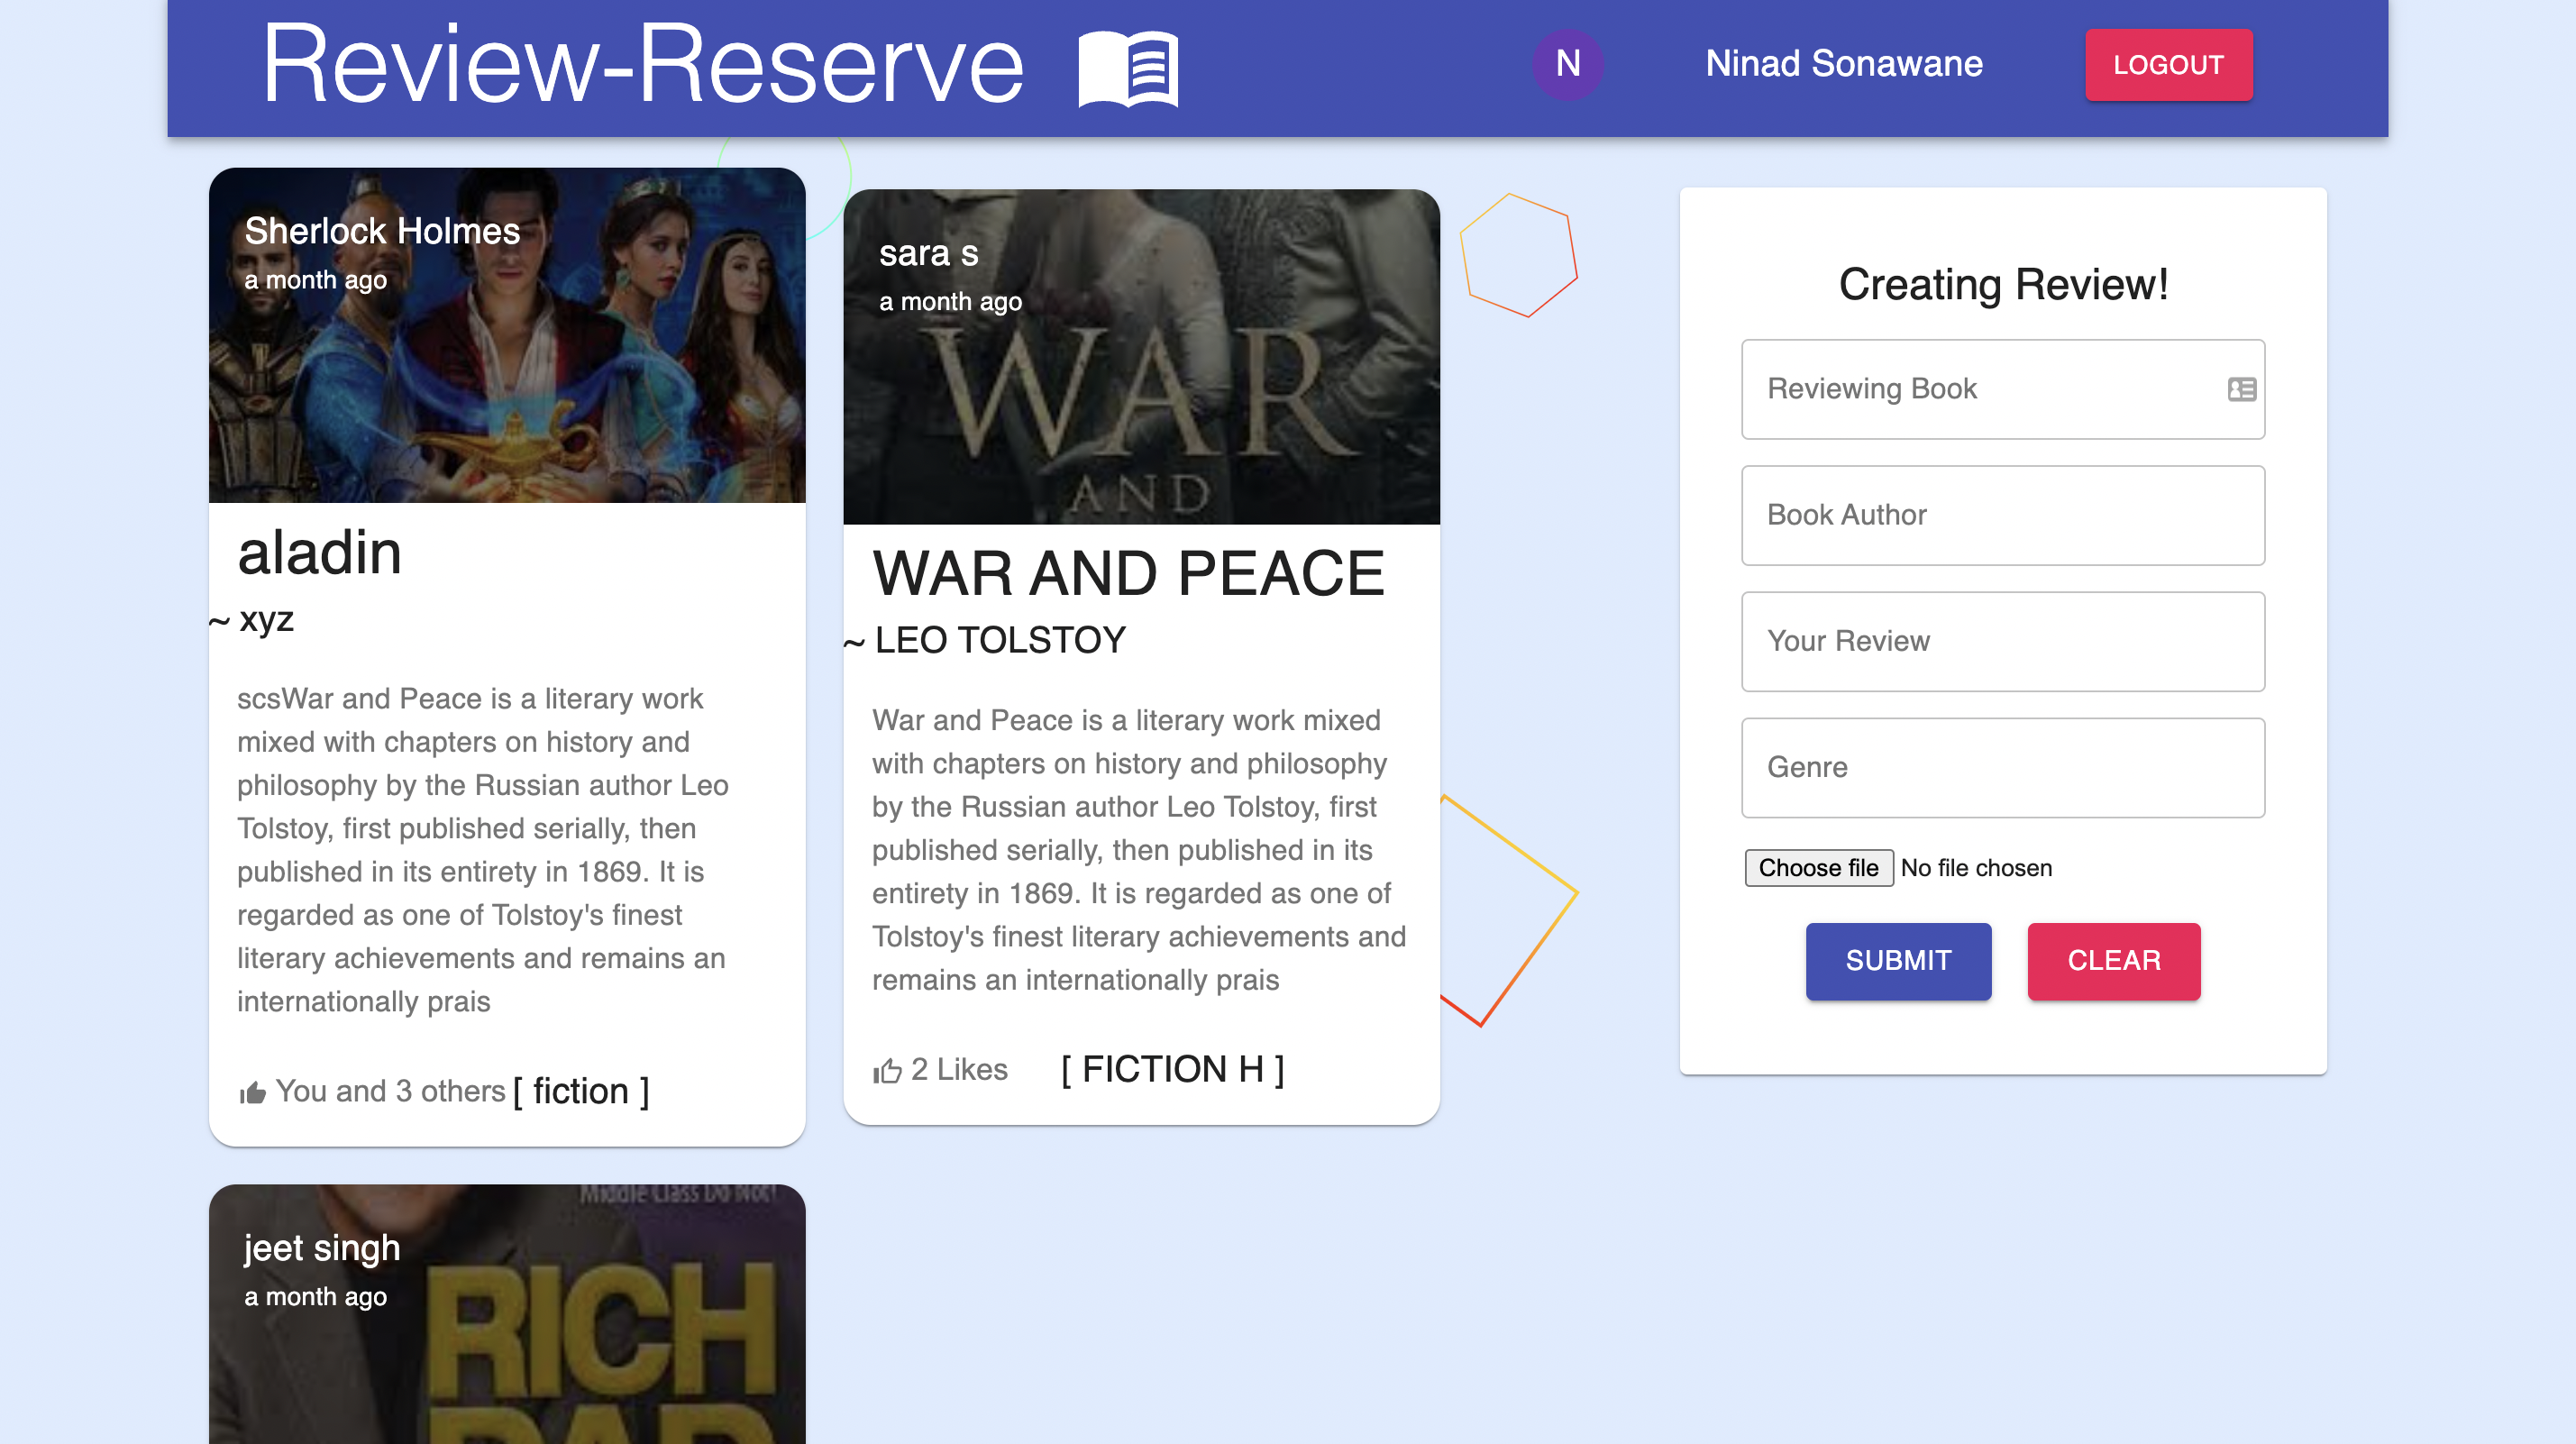 Review-Reserve
N
Ninad Sonawane
LOGOUT
Sherlock Holmes
a month ago
aladin
~ xyz
scsWar and Peace is a literary work
mixed with chapters on history and
philosophy by the Russian author Leo
Tolstoy, first published serially, then
published in its entirety in 1869. It is
regarded as one of Tolstoy's finest
literary achievements and remains an
internationally prais
You and 3 others [ fiction ]
sara s
a month ago
WAR
AND
WAR AND PEACE
~ LEO TOLSTOY
War and Peace is a literary work mixed
with chapters on history and philosophy
by the Russian author Leo Tolstoy, first
published serially, then published in its
entirety in 1869. It is regarded as one of
Tolstoy's finest literary achievements and
remains an internationally prais
2 Likes [ FICTION H ]
Middle Class Do Not!
jeet singh
a month ago
RICH
DAD
Creating Review!
Reviewing Book
Book Author
Your Review
Genre
Choose file No file chosen
SUBMIT
CLEAR